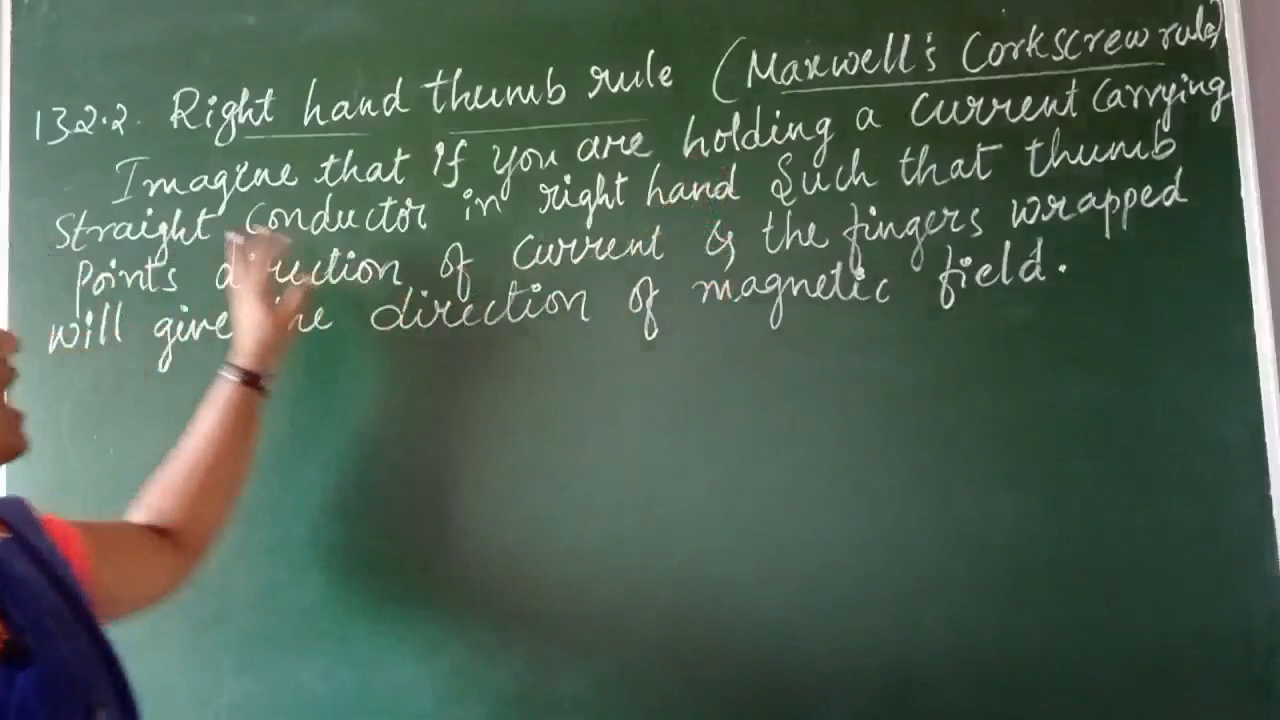 13.2.2. Right hand thumb rule (Maxwell's Corkscrew rule)
Imagine that if you are holding a current carrying
straight conductor in right hand such that thumb
points direction of current & the fingers wrapped
will give the direction of magnetic field.